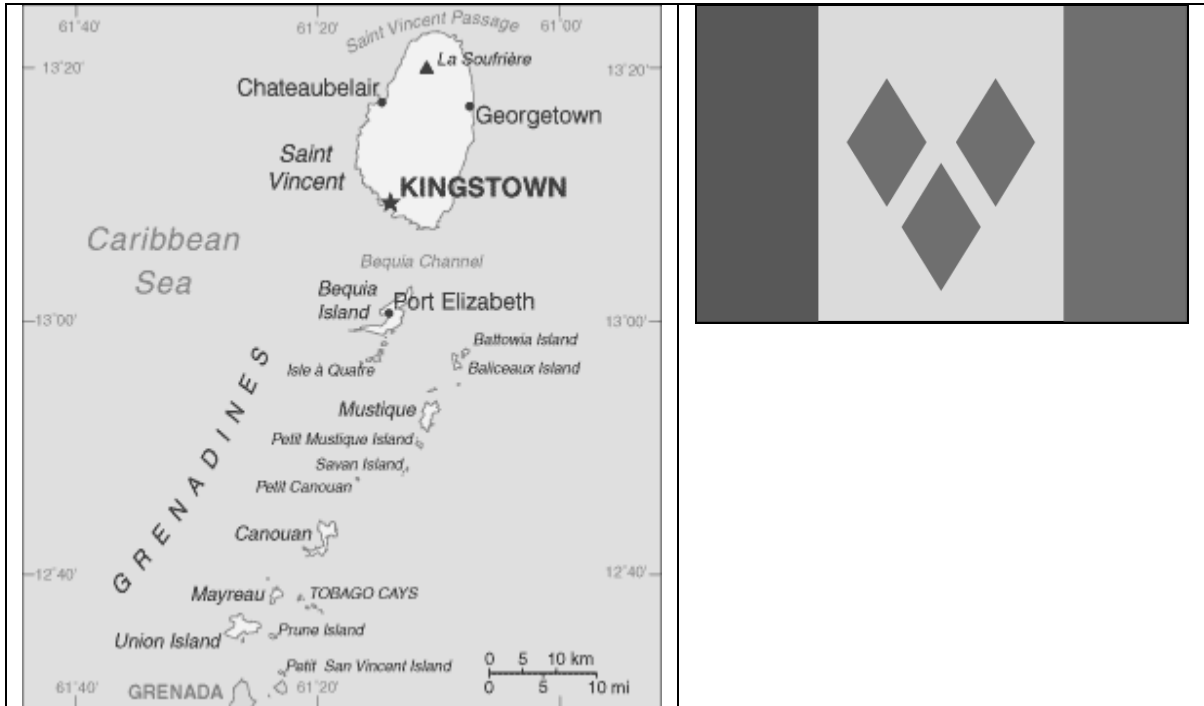 61°40'
61°20'
61°00'
Saint Vincent Passage
13°20'
La Soufrière
13°20'
Chateaubelair
Georgetown
Saint
Vincent
KINGSTOWN
Caribbean
Sea
Bequia Channel
Bequia
Island
Port Elizabeth
13°00'
13°00'
Battowia Island
Isle à Quatre
Baliceaux Island
GRENADINES
Mustique
Petit Mustique Island
Savan Island
Petit Canouan
Canouan
12°40'
12°40'
Mayreau
TOBAGO CAYS
Prune Island
Union Island
Petit San Vincent Island
0 5 10 km
0 5 10 mi
61°40'
GRENADA
61°20'